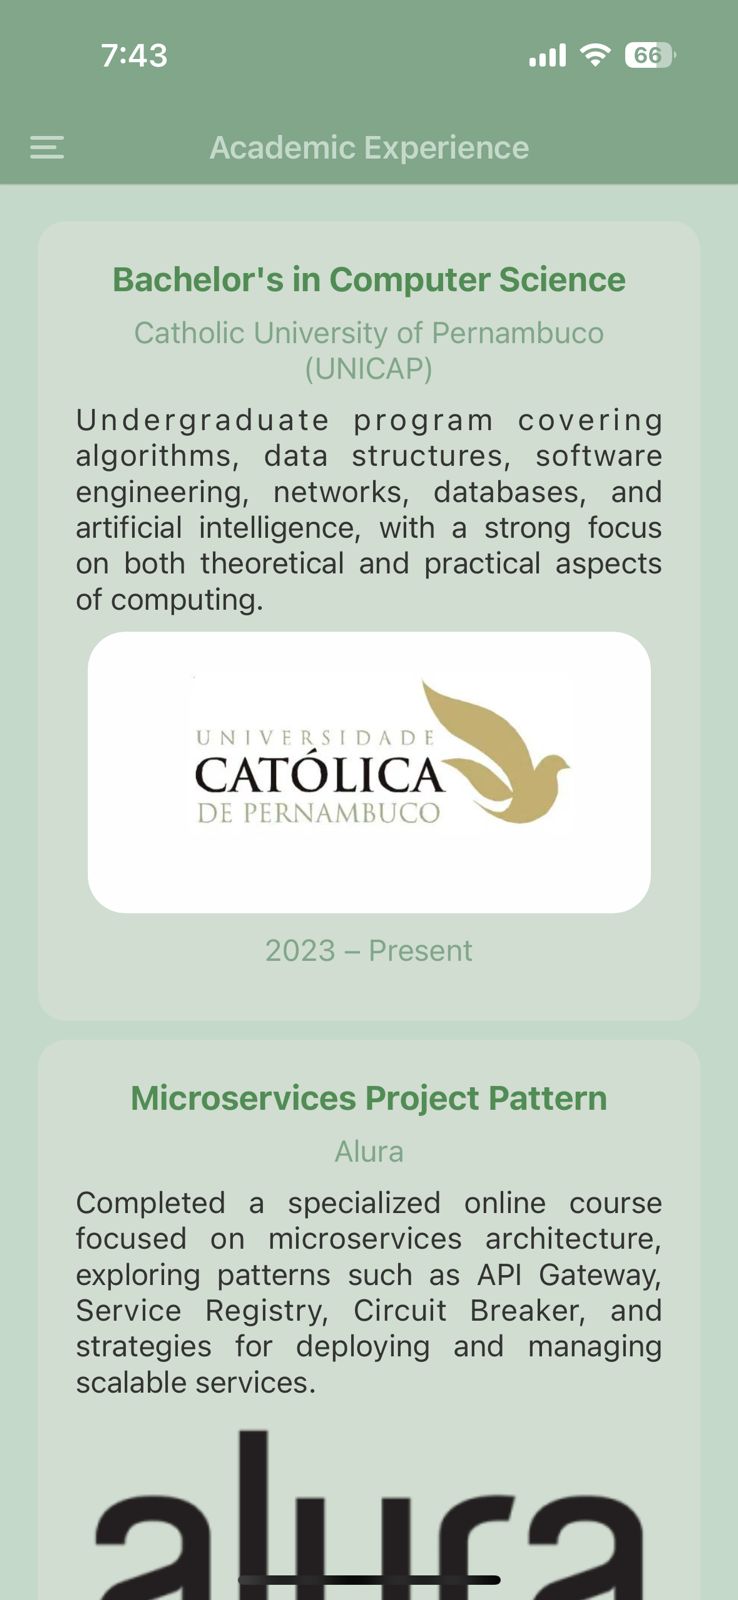 7:43
66
Academic Experience
Bachelor's in Computer Science
Catholic University of Pernambuco
(UNICAP)
Undergraduate program covering
algorithms, data structures, software
engineering, networks, databases, and
artificial intelligence, with a strong focus
on both theoretical and practical aspects
of computing.
UNIVERSIDADE
CATÓLICA
DE PERNAMBUCO
2023 – Present
Microservices Project Pattern
Alura
Completed a specialized online course
focused on microservices architecture,
exploring patterns such as API Gateway,
Service Registry, Circuit Breaker, and
strategies for deploying and managing
scalable services.
alura